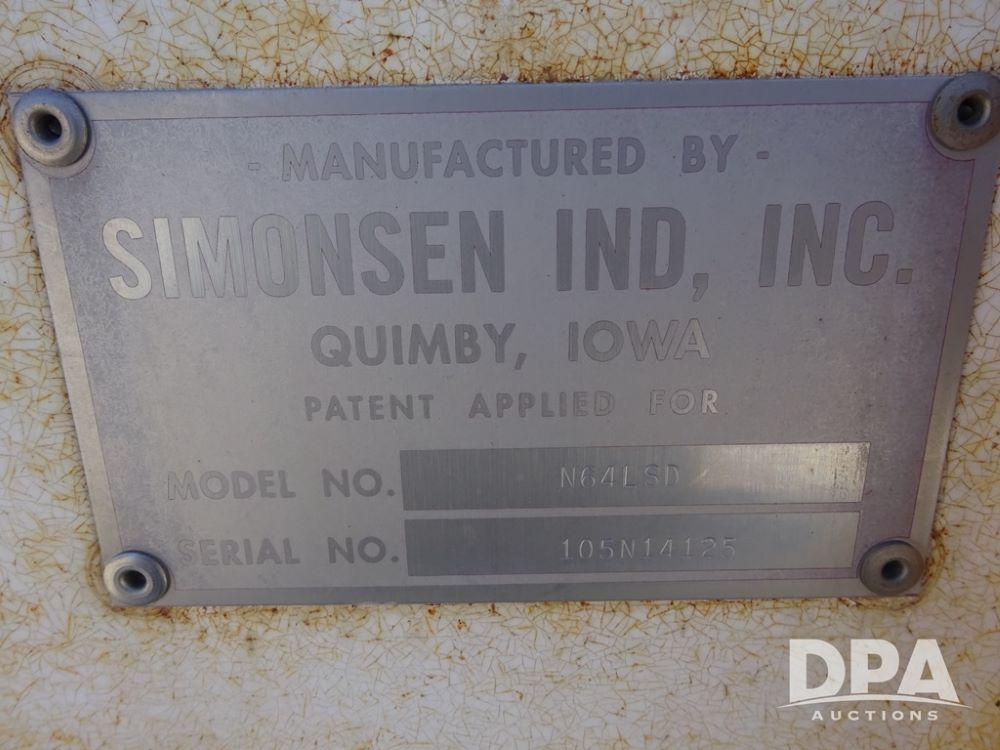 - MANUFACTURED BY -
SIMONSEN IND, INC.
QUIMBY, IOWA
PATENT APPLIED FOR
MODEL NO. N64LSD
SERIAL NO. 105N14125
DPA
AUCTIONS